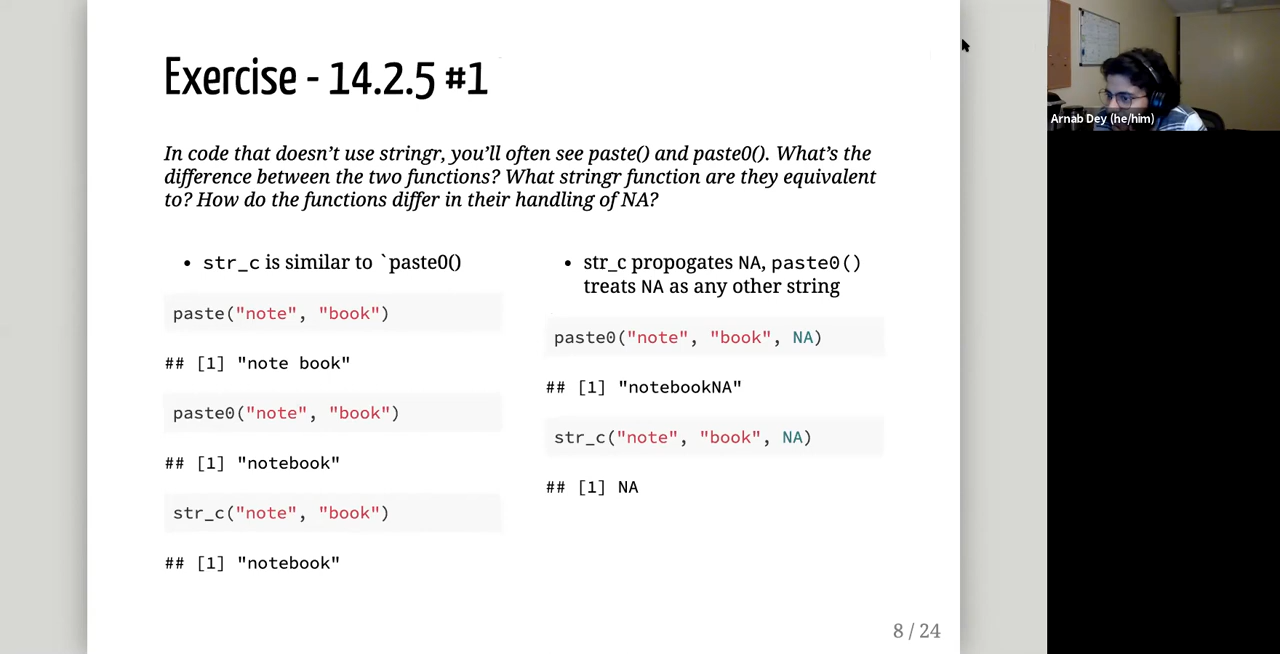 Exercise - 14.2.5 #1
In code that doesn't use stringr, you'll often see paste() and paste0(). What's the
difference between the two functions? What stringr function are they equivalent
to? How do the functions differ in their handling of NA?
• str_c is similar to `paste0()
paste("note", "book")
## [1] "note book"
paste0("note", "book")
## [1] "notebook"
str_c("note", "book")
## [1] "notebook"
• str_c propogates NA, paste0()
treats NA as any other string
paste0("note", "book", NA)
## [1] "notebookNA"
str_c("note", "book", NA)
## [1] NA
8 / 24
Arnab Dey (he/him)